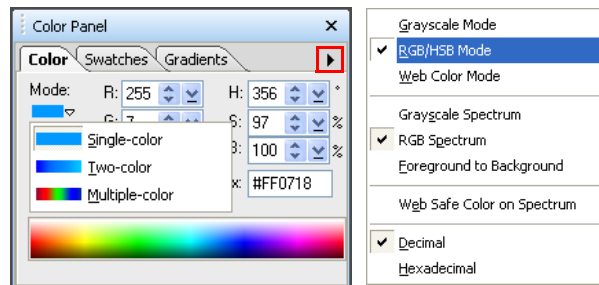 Color Panel
Color Swatches Gradients
Mode: R: 255 H: 356 °
97 %
Single-color
100 %
Two-color
#FF0718
Multiple-color
Grayscale Mode
RGB/HSB Mode
Web Color Mode
Grayscale Spectrum
RGB Spectrum
Foreground to Background
Web Safe Color on Spectrum
Decimal
Hexadecimal